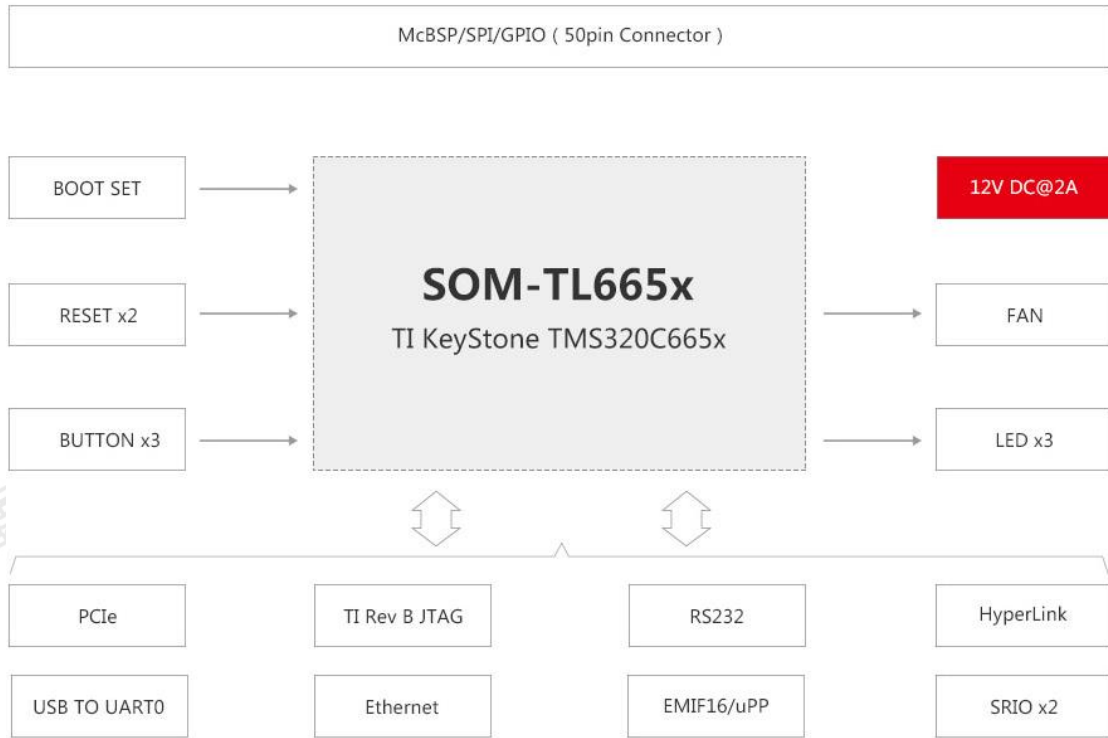 McBSP/SPI/GPIO ( 50pin Connector )
BOOT SET
12V DC@2A
SOM-TL665x
TI KeyStone TMS320C665x
RESET x2
FAN
BUTTON x3
LED x3
PCIe
TI Rev B JTAG
RS232
HyperLink
USB TO UART0
Ethernet
EMIF16/uPP
SRIO x2